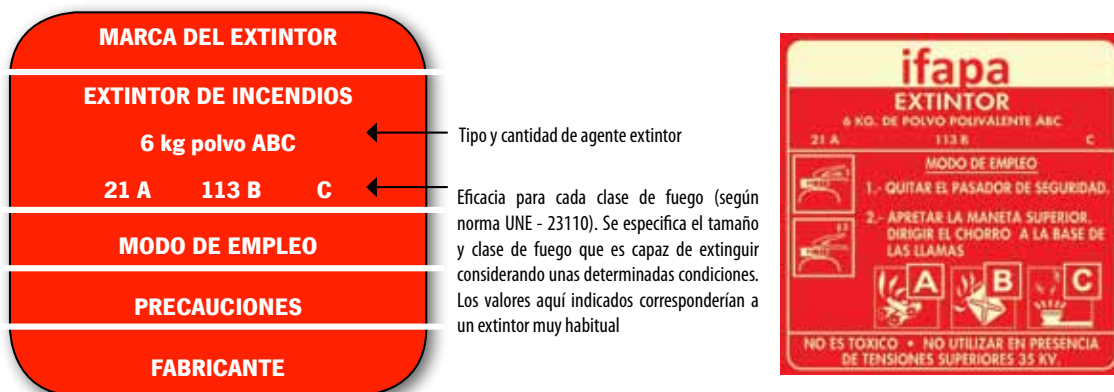 MARCA DEL EXTINTOR
EXTINTOR DE INCENDIOS
6 kg polvo ABC
21 A 113 B C
MODO DE EMPLEO
PRECAUCIONES
FABRICANTE
Tipo y cantidad de agente extintor
Eficacia para cada clase de fuego (según
norma UNE - 23110). Se especifica el tamaño
y clase de fuego que es capaz de extinguir
considerando unas determinadas condiciones.
Los valores aquí indicados corresponderían a
un extintor muy habitual
ifapa
EXTINTOR
6 KG. DE POLVO POLIVALENTE ABC
21 A 113 B C
MODO DE EMPLEO
1.- QUITAR EL PASADOR DE SEGURIDAD.
2.- APRETAR LA MANETA SUPERIOR.
DIRIGIR EL CHORRO A LA BASE DE
LAS LLAMAS
A B C
NO ES TOXICO • NO UTILIZAR EN PRESENCIA
DE TENSIONES SUPERIORES 35 KV.